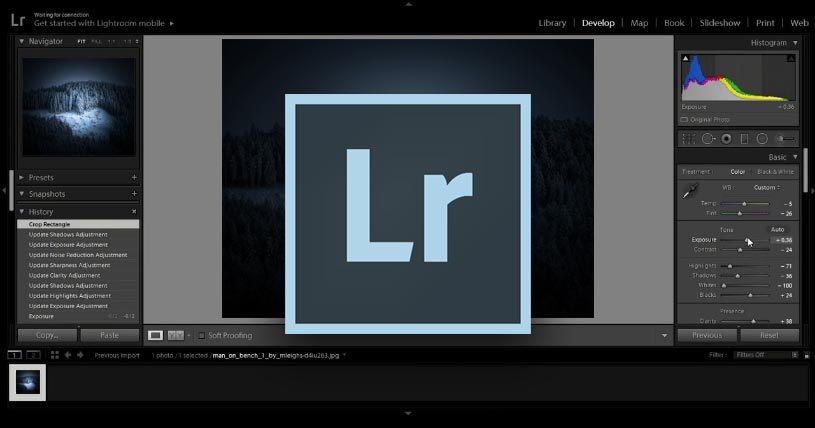 Lr
Waiting for connection
Get started with Lightroom mobile
Library | Develop | Map | Book | Slideshow | Print | Web
Navigator FIT FILL 1:1
Histogram
Exposure + 0.36
Original Photo
Basic
Treatment : Color | Black & White
WB : Custom
Temp - 5
Tint - 26
Tone Auto
Exposure + 0.36
Contrast - 24
Highlights - 71
Shadows - 36
Whites - 100
Blacks + 24
Presence
Clarity + 38
Presets
Snapshots
History
Crop Rectangle
Update Shadows Adjustment
Update Exposure Adjustment
Update Noise Reduction Adjustment
Update Sharpness Adjustment
Update Clarity Adjustment
Update Shadows Adjustment
Update Highlights Adjustment
Update Exposure Adjustment
Exposure
Lr
Copy... Paste
Soft Proofing
Previous Reset
1 2 Previous Import 1 photo / 1 selected / man_on_bench_1_by_mleighs-d4lu263.jpg
Filter : Filters Off